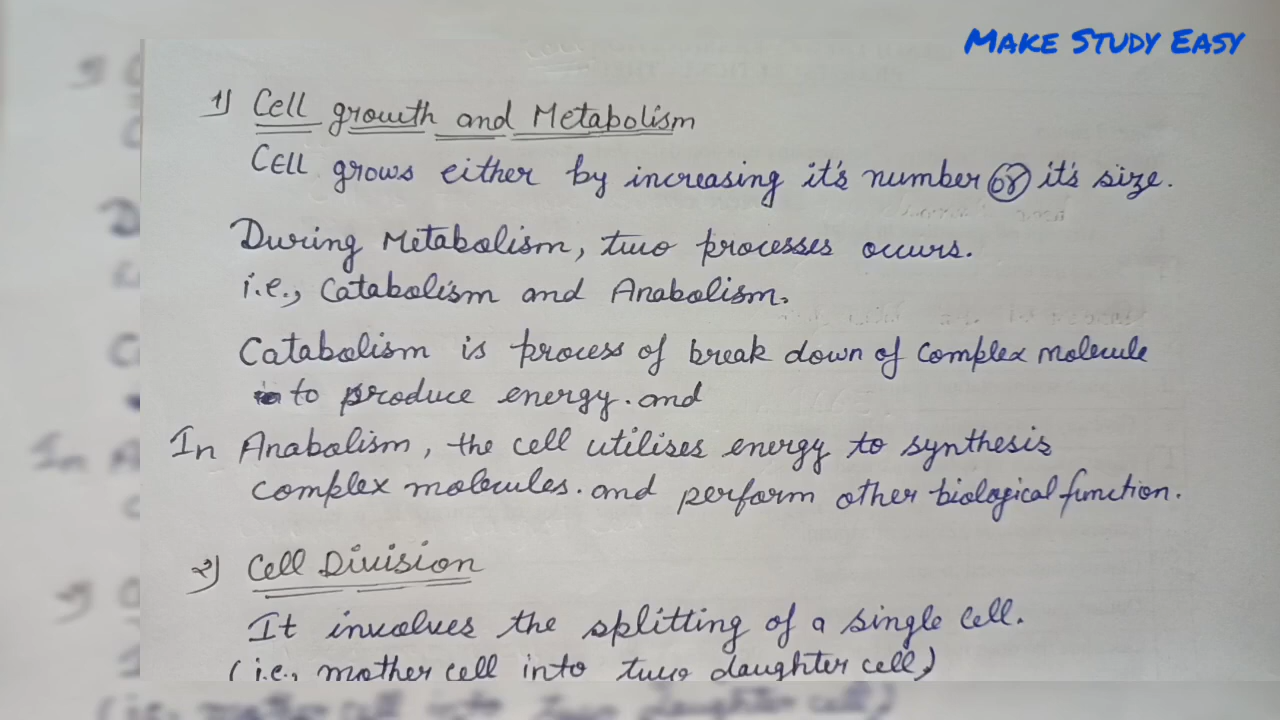 MAKE STUDY EASY
1) Cell growth and Metabolism
Cell grows either by increasing it's number or it's size.
During Metabolism, two processes occurs.
i.e., Catabolism and Anabolism.
Catabolism is process of break down of complex molecule
to produce energy. and
In Anabolism, the cell utilises energy to synthesis
complex molecules. and perform other biological function.
2) Cell Division
It involves the splitting of a single cell.
(i.e., mother cell into two daughter cell)